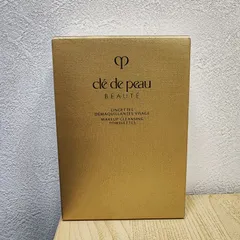 clé de peau
BEAUTÉ
LINGETTES
DÉMAQUILLANTES VISAGE
MAKEUP CLEANSING
TOWELETTES